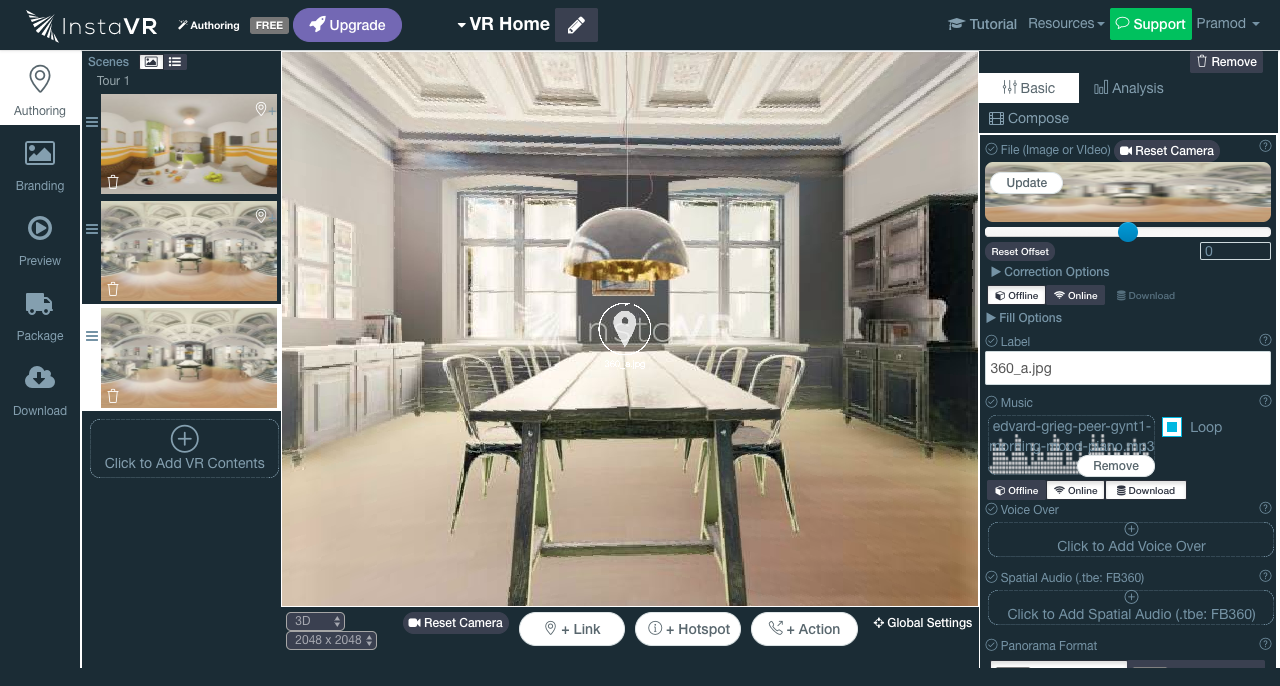 InstaVR
Authoring
FREE
Upgrade
VR Home
Tutorial
Resources
Support
Pramod
Authoring
Branding
Preview
Package
Download
Scenes
Tour 1
Click to Add VR Contents
InstaVR
3D
2048 x 2048
Reset Camera
+ Link
+ Hotspot
+ Action
Global Settings
Remove
Basic
Analysis
Compose
File (Image or VIdeo)
Reset Camera
Update
Reset Offset
0
Correction Options
Offline
Online
Download
Fill Options
Label
360_a.jpg
Music
edvard-grieg-peer-gynt1-
morning-mood-piano.mp3
Loop
Remove
Offline
Online
Download
Voice Over
Click to Add Voice Over
Spatial Audio (.tbe: FB360)
Click to Add Spatial Audio (.tbe: FB360)
Panorama Format